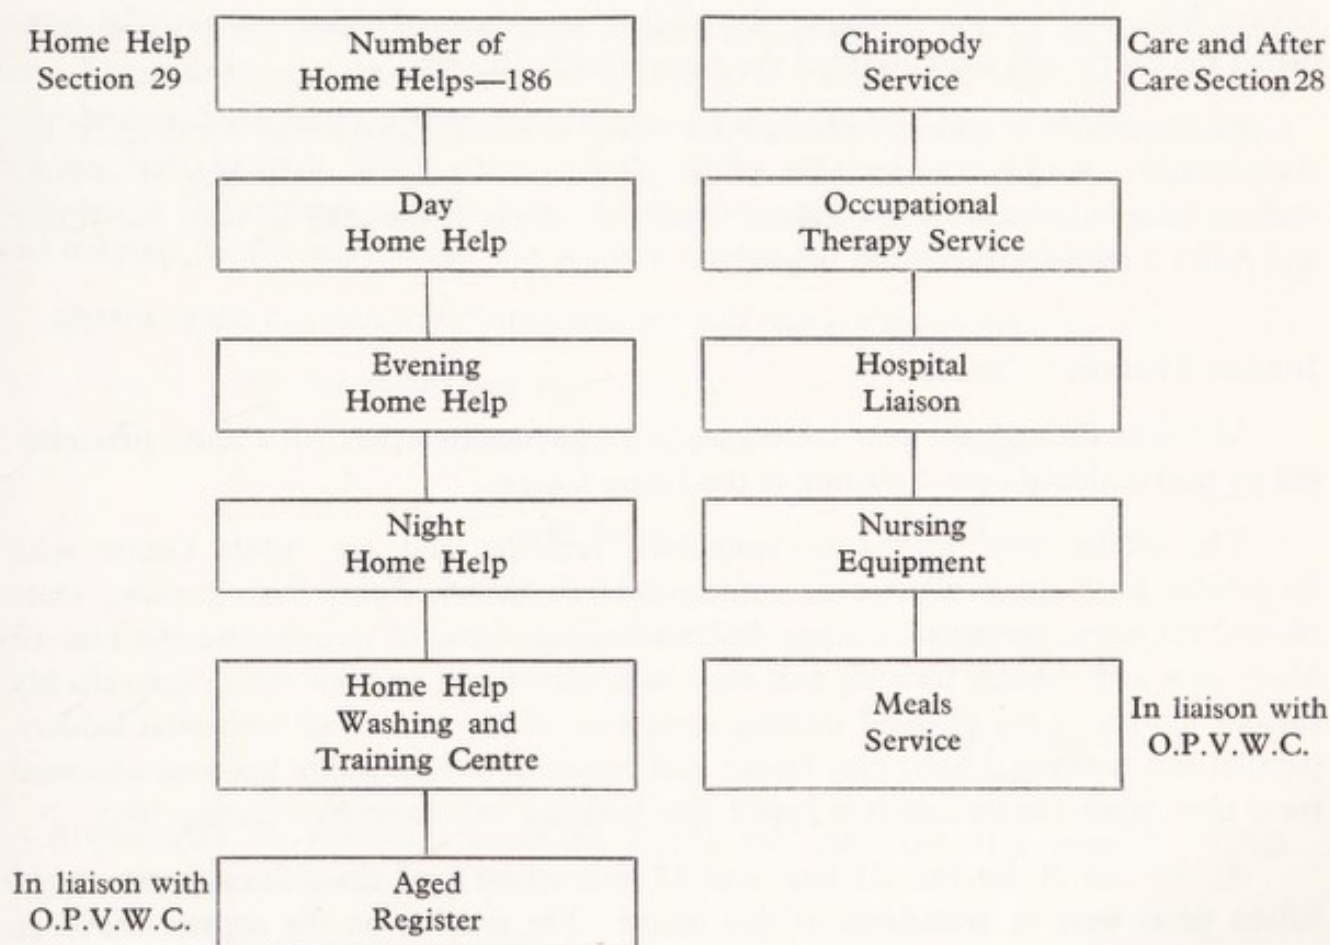 Home Help
Section 29
Number of
Home Helps—186
Day
Home Help
Evening
Home Help
Night
Home Help
Home Help
Washing and
Training Centre
In liaison with
O.P.V.W.C.
Aged
Register
Chiropody
Service
Care and After
Care Section 28
Occupational
Therapy Service
Hospital
Liaison
Nursing
Equipment
Meals
Service
In liaison with
O.P.V.W.C.